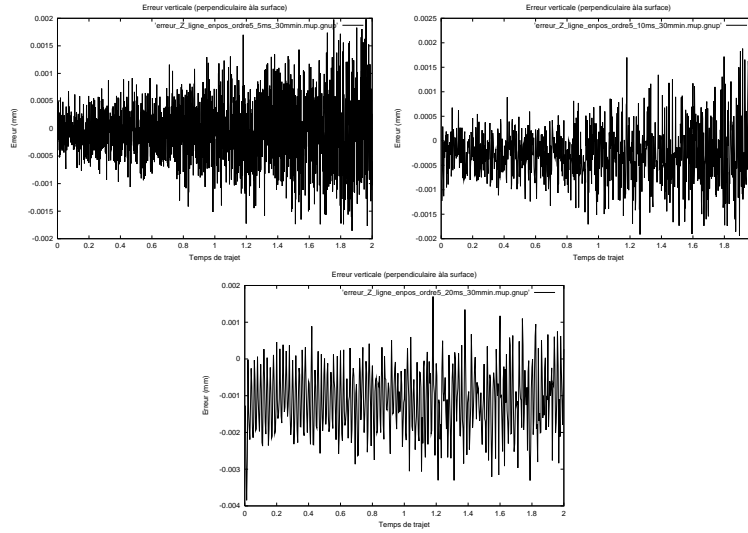 Erreur verticale (perpendiculaire àla surface)
'erreur_Z_ligne_enpos_ordre5_5ms_30mmin.mup.gnup'
Erreur (mm)
0.002
0.0015
0.001
0.0005
0
-0.0005
-0.001
-0.0015
-0.002
0 0.2 0.4 0.6 0.8 1 1.2 1.4 1.6 1.8 2
Temps de trajet
Erreur verticale (perpendiculaire àla surface)
'erreur_Z_ligne_enpos_ordre5_10ms_30mmin.mup.gnup'
Erreur (mm)
0.0025
0.002
0.0015
0.001
0.0005
0
-0.0005
-0.001
-0.0015
-0.002
0 0.2 0.4 0.6 0.8 1 1.2 1.4 1.6 1.8
Temps de trajet
Erreur verticale (perpendiculaire àla surface)
'erreur_Z_ligne_enpos_ordre5_20ms_30mmin.mup.gnup'
Erreur (mm)
0.002
0.001
0
-0.001
-0.002
-0.003
-0.004
0 0.2 0.4 0.6 0.8 1 1.2 1.4 1.6 1.8 2
Temps de trajet